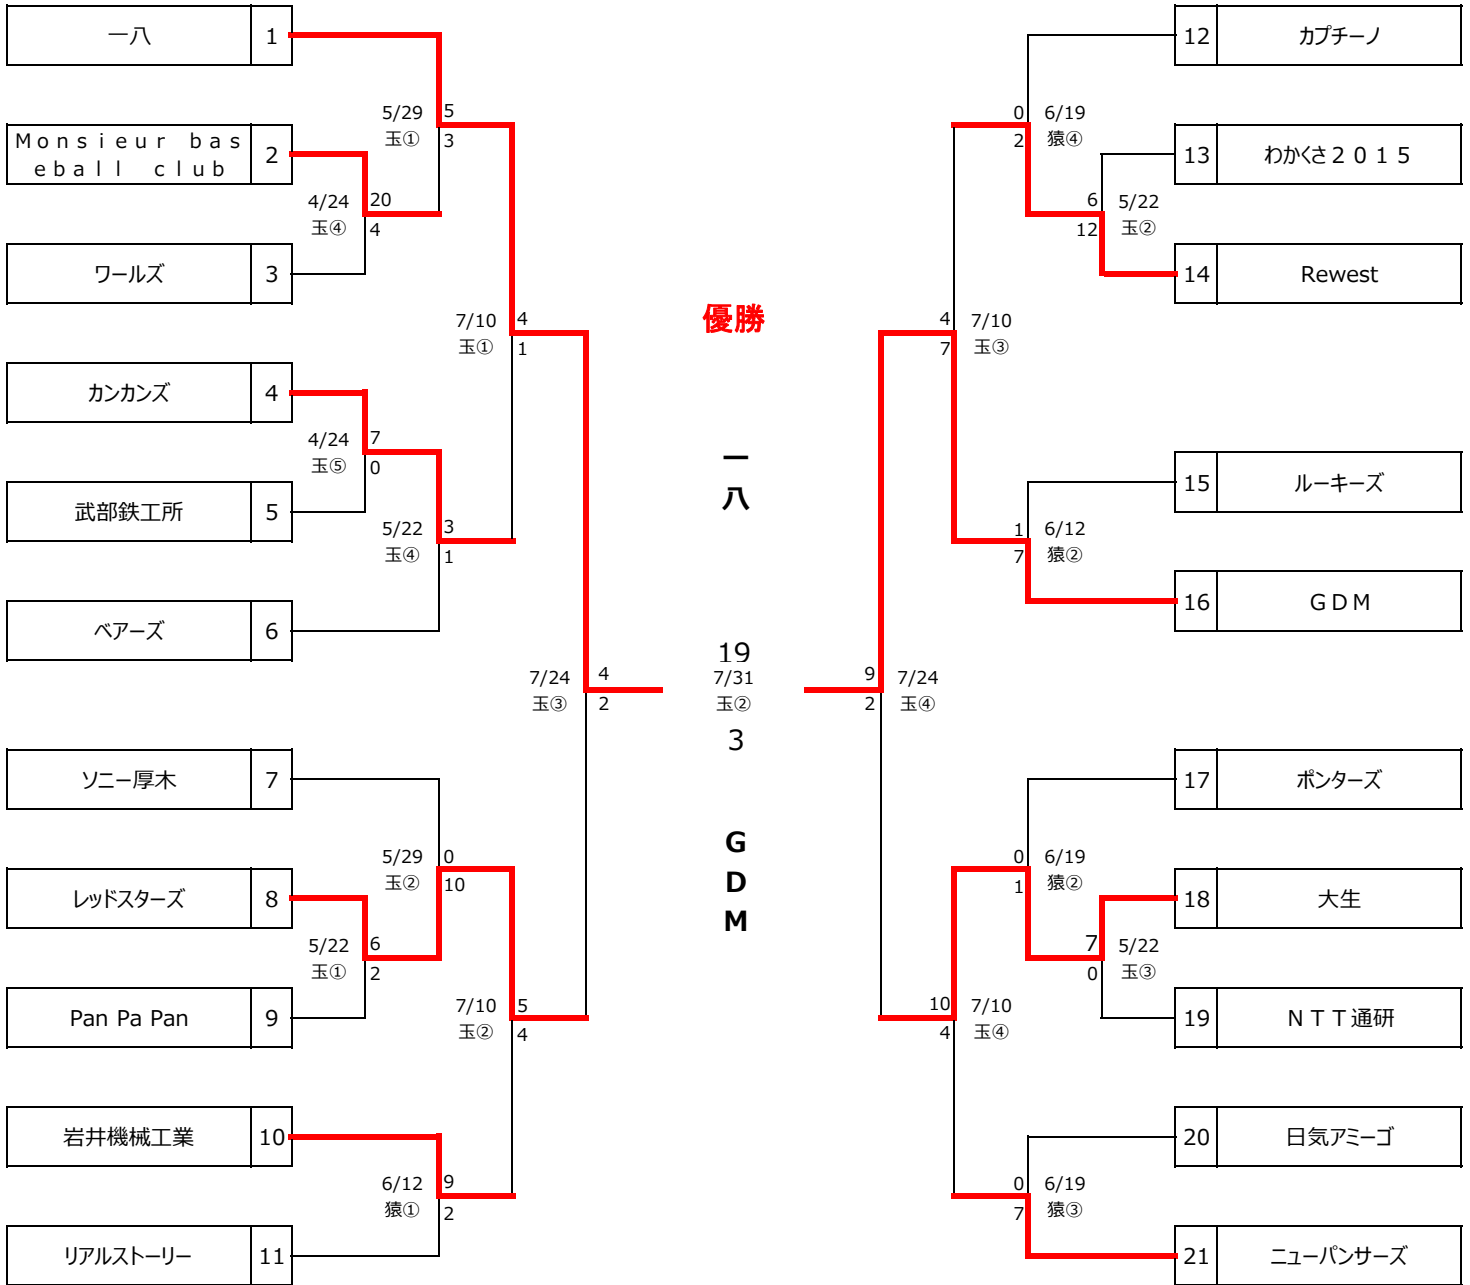 一八 1
Monsieur bas
eball club 2
ワールズ 3
カンカンズ 4
武部鉄工所 5
ベアーズ 6
ソニー厚木 7
レッドスターズ 8
Pan Pa Pan 9
岩井機械工業 10
リアルストーリー 11
5/29 5
玉① 3
4/24 20
玉④ 4
7/10 4
玉① 1
4/24 7
玉⑤ 0
5/22 3
玉④ 1
7/24 4
玉③ 2
5/29 0
玉② 10
5/22 6
玉① 2
7/10 5
玉② 4
6/12 9
猿① 2
優勝
一
八
19
7/31
玉②
3
G
D
M
0 6/19
2 猿④
6 5/22
12 玉②
4 7/10
7 玉③
1 6/12
7 猿②
9 7/24
2 玉④
0 6/19
1 猿②
7 5/22
0 玉③
10 7/10
4 玉④
0 6/19
7 猿③
12 カプチーノ
13 わかくさ２０１５
14 Rewest
15 ルーキーズ
16 ＧＤＭ
17 ポンターズ
18 大生
19 ＮＴＴ通研
20 日気アミーゴ
21 ニューパンサーズ